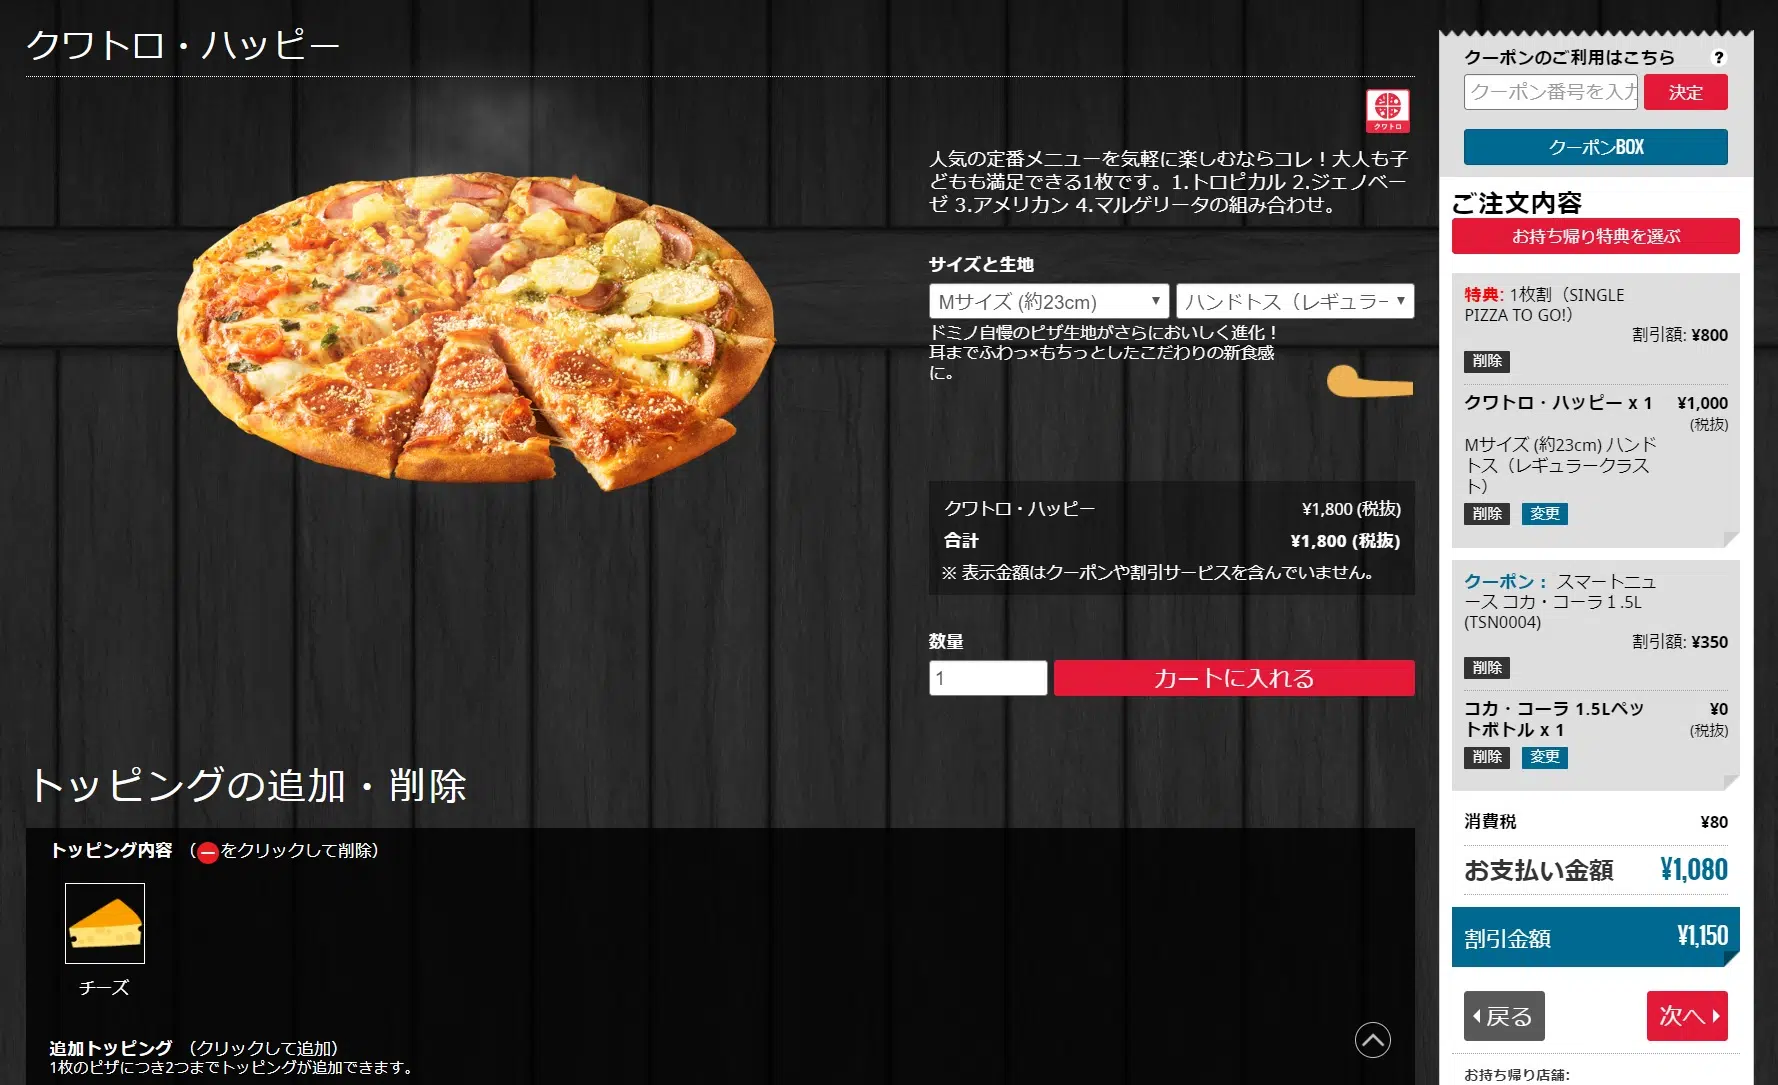 クワトロ・ハッピー
クワトロ
人気の定番メニューを気軽に楽しむならコレ！大人も子
どもも満足できる1枚です。1.トロピカル 2.ジェノベー
ゼ 3.アメリカン 4.マルゲリータの組み合わせ。
サイズと生地
Mサイズ (約23cm)
ハンドトス（レギュラー
ドミノ自慢のピザ生地がさらにおいしく進化！
耳までふわっ×もちっとしたこだわりの新食感
に。
クワトロ・ハッピー ¥1,800 (税抜)
合計 ¥1,800 (税抜)
※ 表示金額はクーポンや割引サービスを含んでいません。
数量
1
カートに入れる
トッピングの追加・削除
トッピング内容 （をクリックして削除）
チーズ
追加トッピング （クリックして追加）
1枚のピザにつき2つまでトッピングが追加できます。
クーポンのご利用はこちら ?
クーポン番号を入力
決定
クーポンBOX
ご注文内容
お持ち帰り特典を選ぶ
特典: 1枚割（SINGLE
PIZZA TO GO!）
割引額: ¥800
削除
クワトロ・ハッピー x 1 ¥1,000
(税抜)
Mサイズ (約23cm) ハンド
トス（レギュラークラス
ト）
削除 変更
クーポン： スマートニュ
ース コカ・コーラ 1.5L
(TSN0004)
割引額: ¥350
削除
コカ・コーラ 1.5Lペッ ¥0
トボトル x 1 (税抜)
削除 変更
消費税 ¥80
お支払い金額 ¥1,080
割引金額 ¥1,150
戻る
次へ
お持ち帰り店舗: